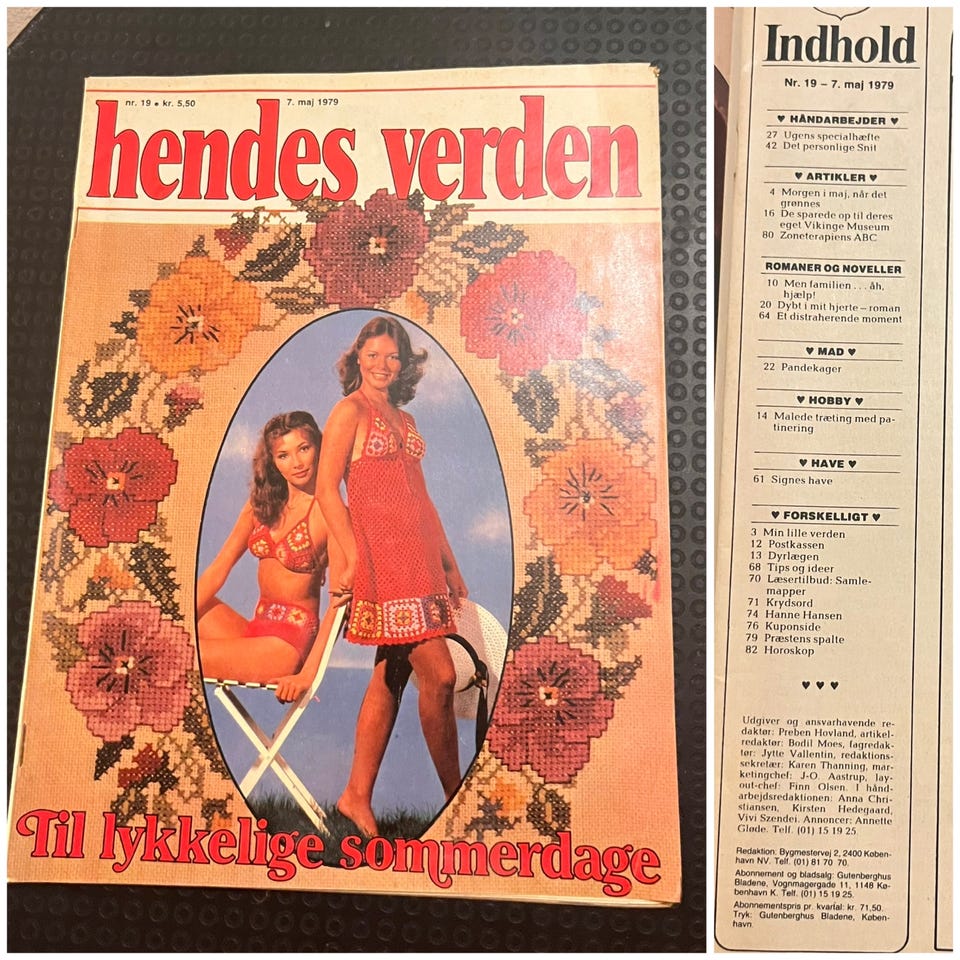 nr. 19 • kr. 5,50
7. maj 1979
hendes verden
Til lykkelige sommerdage
Indhold
Nr. 19 – 7. maj 1979
♥ HÅNDARBEJDER ♥
27 Ugens specialhæfte
42 Det personlige Snit
♥ ARTIKLER ♥
4 Morgen i maj, når det
grønnes
16 De sparede op til deres
eget Vikinge Museum
80 Zoneterapiens ABC
ROMANER OG NOVELLER
10 Men familien . . . åh,
hjælp!
20 Dybt i mit hjerte – roman
64 Et distraherende moment
♥ MAD ♥
22 Pandekager
♥ HOBBY ♥
14 Malede træting med pa-
tinering
♥ HAVE ♥
61 Signes have
♥ FORSKELLIGT ♥
3 Min lille verden
12 Postkassen
13 Dyrlægen
68 Tips og ideer
70 Læsertilbud: Samle-
mapper
71 Krydsord
74 Hanne Hansen
76 Kuponside
79 Præstens spalte
82 Horoskop
♥ ♥ ♥
Udgiver og ansvarhavende re-
daktør: Preben Hovland, artikel-
redaktør: Bodil Moes, fagredak-
tør: Jytte Vallentin, redaktions-
sekretær: Karen Thanning, mar-
ketingchef: J-O. Aastrup, lay-
out-chef: Finn Olsen. I hånd-
arbejdsredaktionen: Anna Chri-
stiansen, Kirsten Hedegaard,
Vivi Szendei. Annoncer: Annette
Gløde. Telf. (01) 15 19 25.
Redaktion: Bygmestervej 2, 2400 Køben-
havn NV. Telf. (01) 81 70 70.
Abonnement og bladsalg: Gutenberghus
Bladene, Vognmagergade 11, 1148 Kø-
benhavn K. Telf. (01) 15 19 25.
Abonnementspris pr. kvartal: kr. 71,50.
Tryk: Gutenberghus Bladene, Køben-
havn.